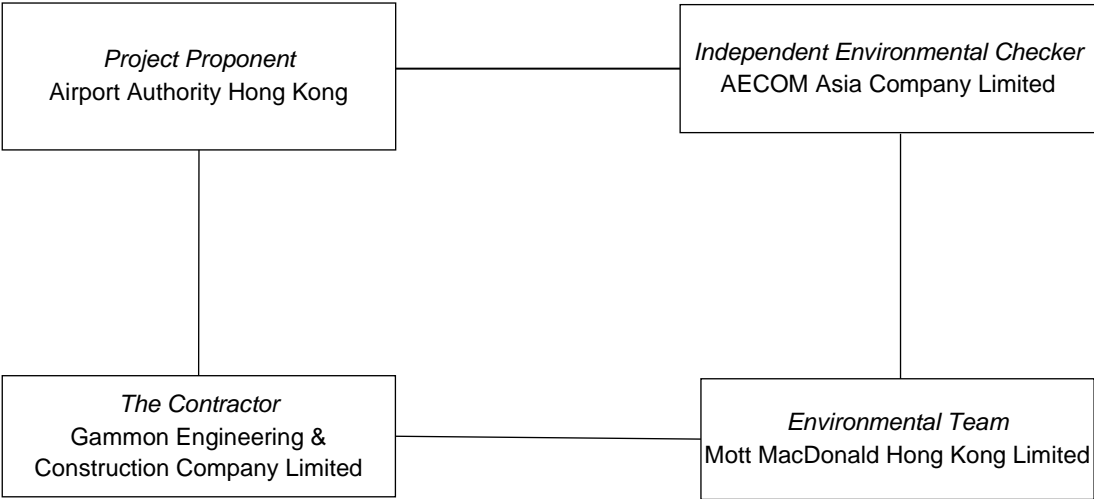 Project Proponent
Airport Authority Hong Kong
Independent Environmental Checker
AECOM Asia Company Limited
The Contractor
Gammon Engineering &
Construction Company Limited
Environmental Team
Mott MacDonald Hong Kong Limited